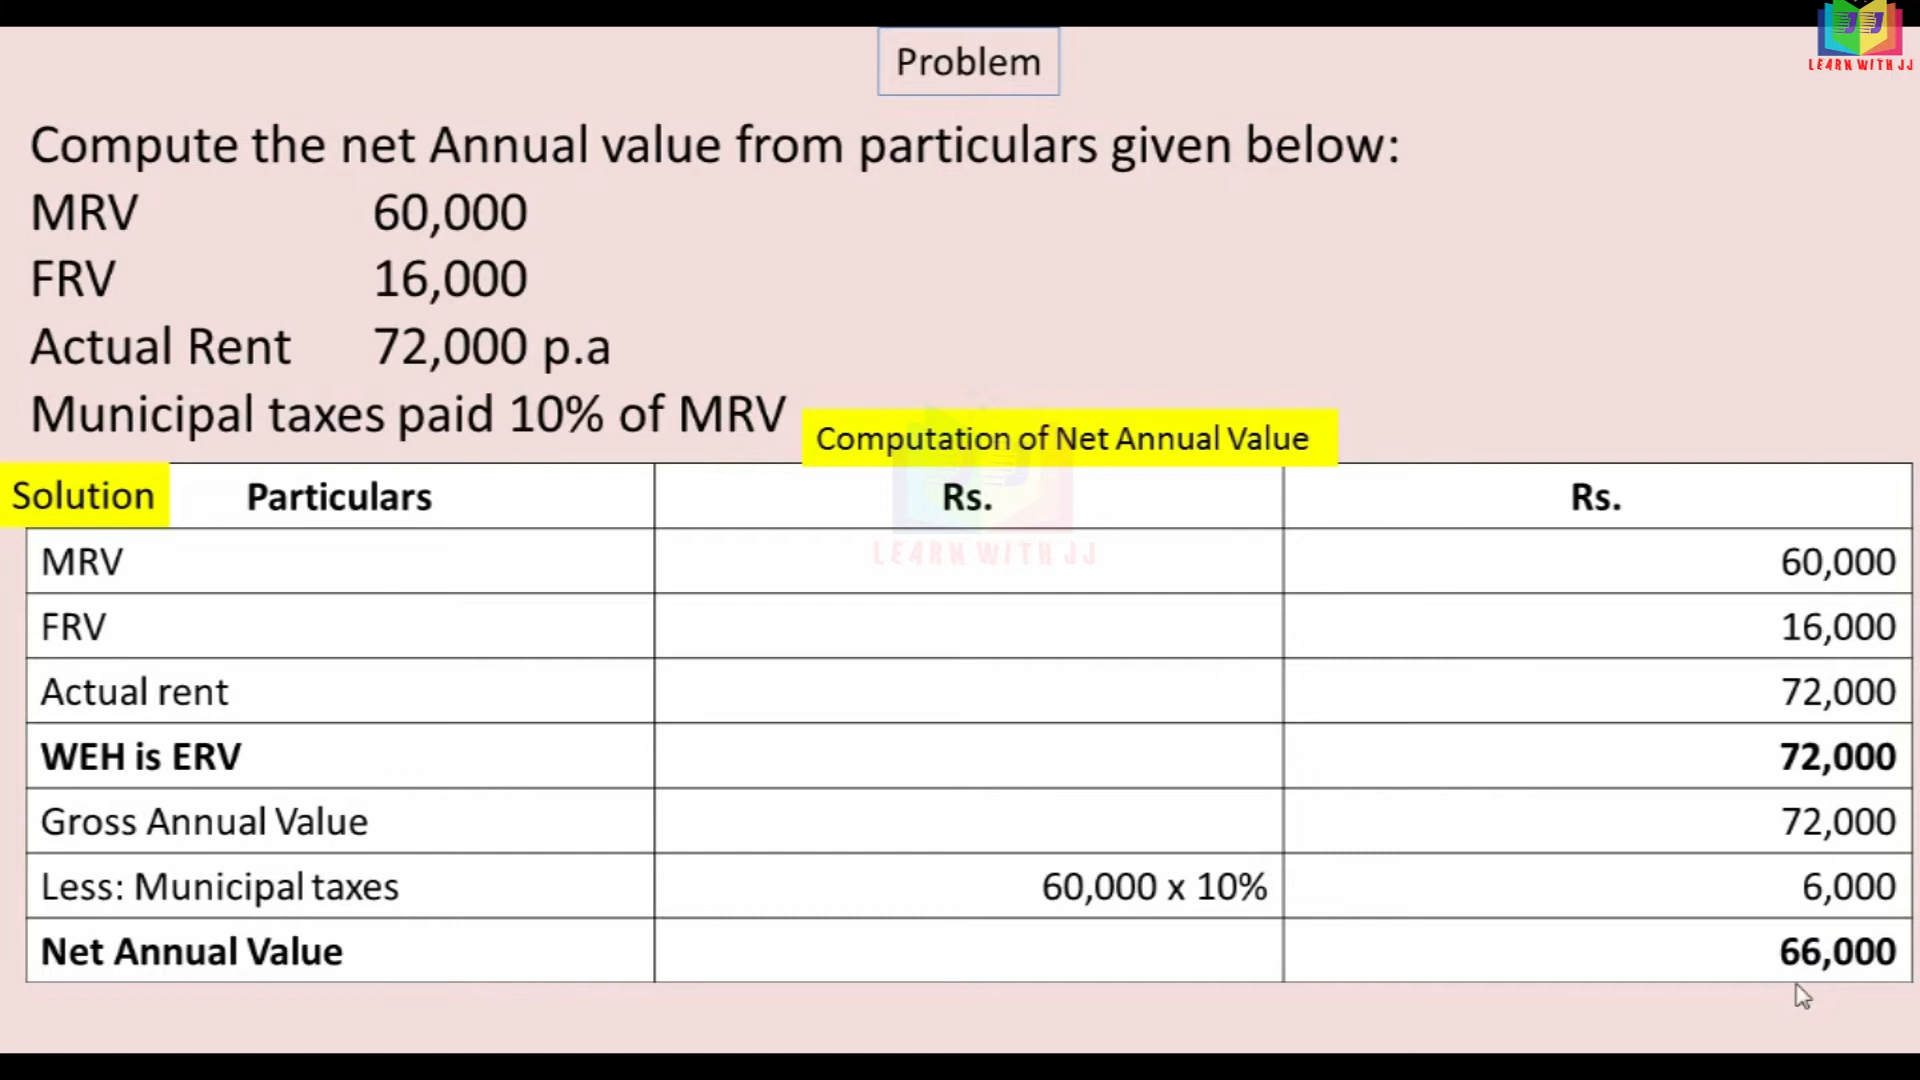 LEARN WITH JJ
Problem
Compute the net Annual value from particulars given below:
MRV 60,000
FRV 16,000
Actual Rent 72,000 p.a
Municipal taxes paid 10% of MRV
Computation of Net Annual Value
Solution Particulars Rs. Rs.
LEARN WITH JJ
MRV 60,000
FRV 16,000
Actual rent 72,000
WEH is ERV 72,000
Gross Annual Value 72,000
Less: Municipal taxes 60,000 x 10% 6,000
Net Annual Value 66,000